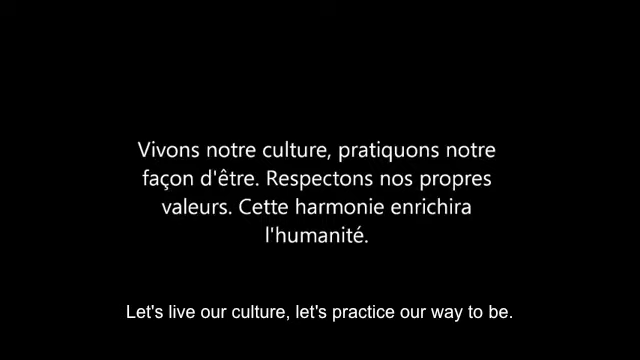 Vivons notre culture, pratiquons notre
façon d'être. Respectons nos propres
valeurs. Cette harmonie enrichira
l'humanité.
Let's live our culture, let's practice our way to be.